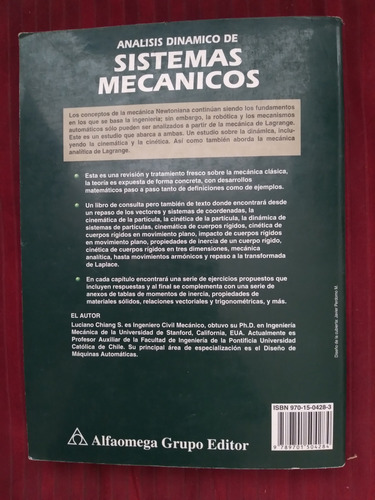 ANALISIS DINAMICO DE
SISTEMAS
MECANICOS
Los conceptos de la mecánica Newtoniana continúan siendo los fundamentos
en los que se basa la ingeniería; sin embargo, la robótica y los mecanismos
automáticos sólo pueden ser analizados a partir de la mecánica de Lagrange.
Este es un estudio que abarca a ambas. Un estudio sobre la dinámica, inclu-
yendo la cinemática y la cinética. Así como también aborda la mecánica
analítica de Lagrange.
Esta es una revisión y tratamiento fresco sobre la mecánica clásica,
la teoría es expuesta de forma concreta, con desarrollos
matemáticos paso a paso tanto de definiciones como de ejemplos.
Un libro de consulta pero también de texto donde encontrará desde
un repaso de los vectores y sistemas de coordenadas, la
cinemática de la partícula, la cinética de la partícula, la dinámica
de sistemas de partículas, cinemática de cuerpos rígidos, cinética de
cuerpos rígidos en movimiento plano, impacto de cuerpos rígidos
en movimiento plano, propiedades de inercia de un cuerpo rígido,
cinética de cuerpos rígidos en tres dimensiones, mecánica
analítica, hasta movimientos armónicos y repaso a la transformada
de Laplace.
En cada capítulo encontrará una serie de ejercicios propuestos que
incluyen respuestas y al final se complementa con una serie de
anexos de tablas de momentos de inercia, propiedades de
materiales sólidos, relaciones vectoriales y trigonométricas, y más.
EL AUTOR
Luciano Chiang S. es Ingeniero Civil Mecánico, obtuvo su Ph.D. en Ingeniería
Mecánica de la Universidad de Stanford, California, EUA. Actualmente es
Profesor Auxiliar de la Facultad de Ingeniería de la Pontificia Universidad
Católica de Chile. Su principal área de especialización es el Diseño de
Máquinas Automáticas.
Alfaomega Grupo Editor
ISBN 970-15-0428-3
9 789701 504284